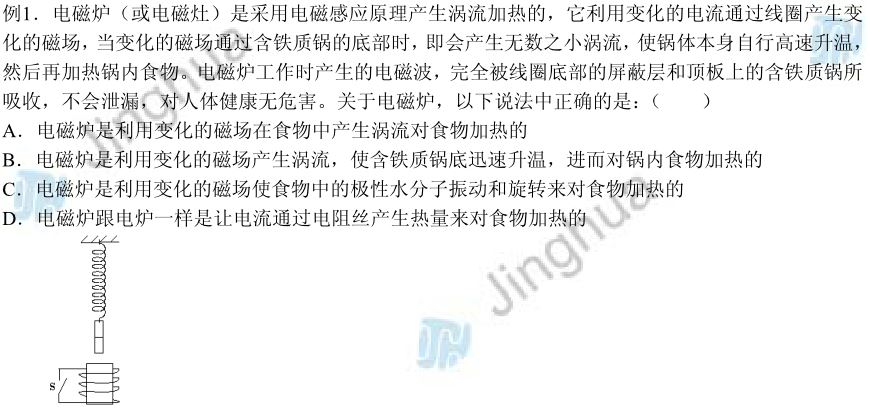 例1．电磁炉（或电磁灶）是采用电磁感应原理产生涡流加热的，它利用变化的电流通过线圈产生变
化的磁场，当变化的磁场通过含铁质锅的底部时，即会产生无数之小涡流，使锅体本身自行高速升温，
然后再加热锅内食物。电磁炉工作时产生的电磁波，完全被线圈底部的屏蔽层和顶板上的含铁质锅所
吸收，不会泄漏，对人体健康无危害。关于电磁炉，以下说法中正确的是：（　　）
A．电磁炉是利用变化的磁场在食物中产生涡流对食物加热的
B．电磁炉是利用变化的磁场产生涡流，使含铁质锅底迅速升温，进而对锅内食物加热的
C．电磁炉是利用变化的磁场使食物中的极性水分子振动和旋转来对食物加热的
D．电磁炉跟电炉一样是让电流通过电阻丝产生热量来对食物加热的
s
Jinghua
Jinghua